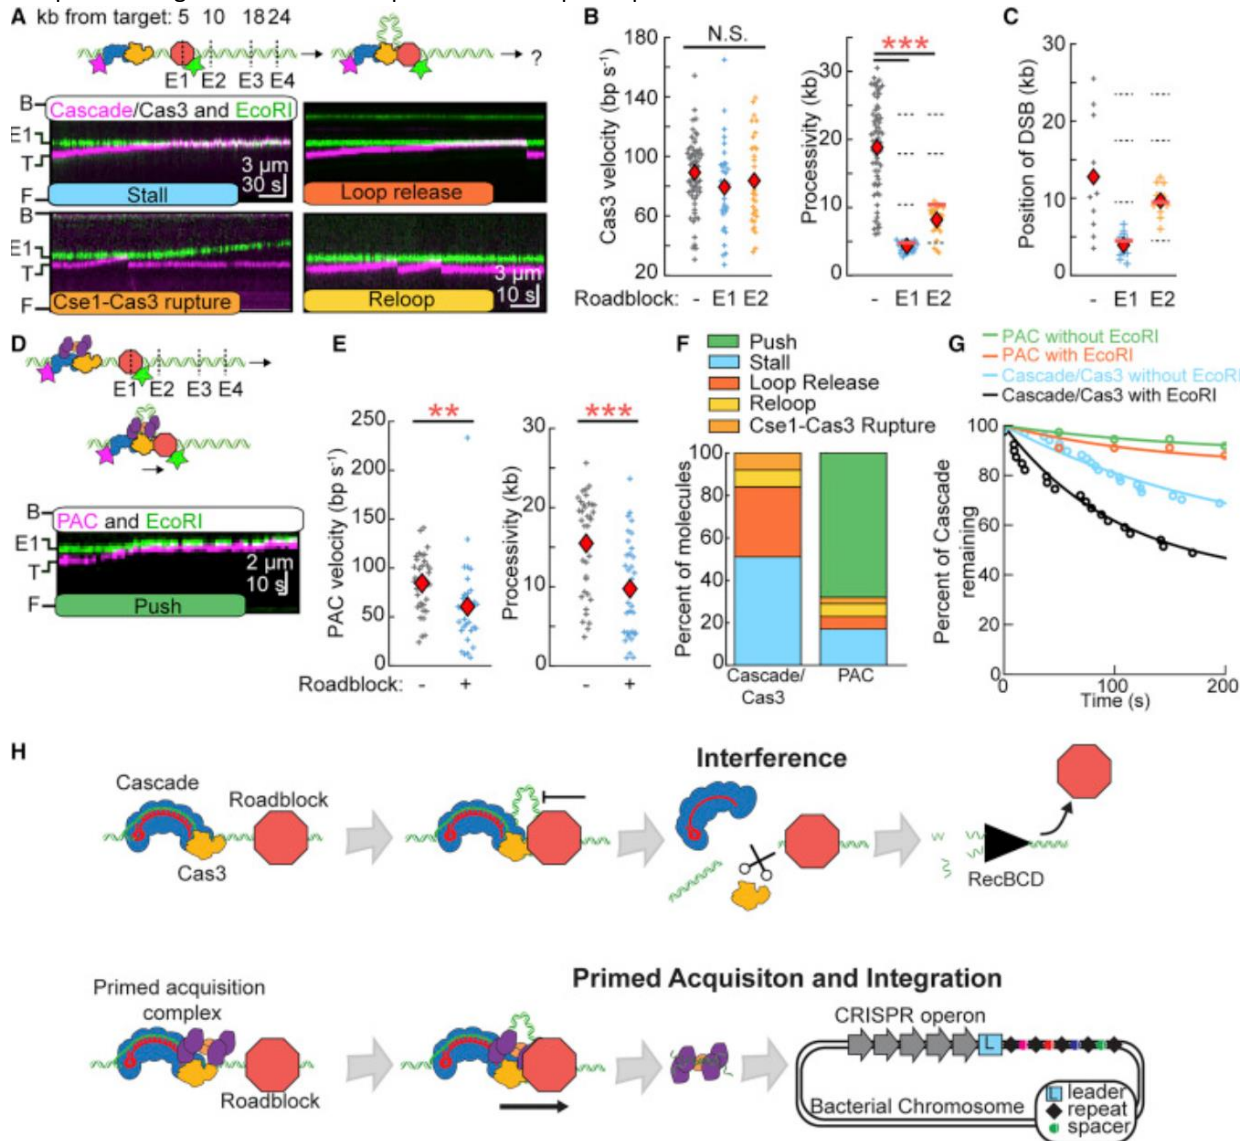 A kb from target: 5 10 18 24
E1 E2 E3 E4
?
B
Cascade/Cas3 and EcoRI
E1
T
3 µm
30 s
F
Stall
Loop release
B
E1
T
3 µm
10 s
F
Cse1-Cas3 rupture
Reloop
B
N.S.
Cas3 velocity (bp s⁻¹)
180
140
100
60
20
***
Processivity (kb)
30
20
10
0
Roadblock: - E1 E2 - E1 E2
C
Position of DSB (kb)
30
20
10
0
- E1 E2
D
E1 E2 E3 E4
B
PAC and EcoRI
E1
T
2 µm
10 s
F
Push
E
**
PAC velocity (bp s⁻¹)
250
200
150
100
50
0
***
Processivity (kb)
30
20
10
0
Roadblock: - + - +
F
Push
Stall
Loop Release
Reloop
Cse1-Cas3 Rupture
Percent of molecules
100
80
60
40
20
0
Cascade/
Cas3
PAC
G
PAC without EcoRI
PAC with EcoRI
Cascade/Cas3 without EcoRI
Cascade/Cas3 with EcoRI
Percent of Cascade
remaining
100
80
60
40
20
0
0 100 200
Time (s)
H
Interference
Cascade
Roadblock
Cas3
RecBCD
Primed Acquisiton and Integration
Primed acquisition
complex
Roadblock
CRISPR operon
L
Bacterial Chromosome
L leader
repeat
spacer